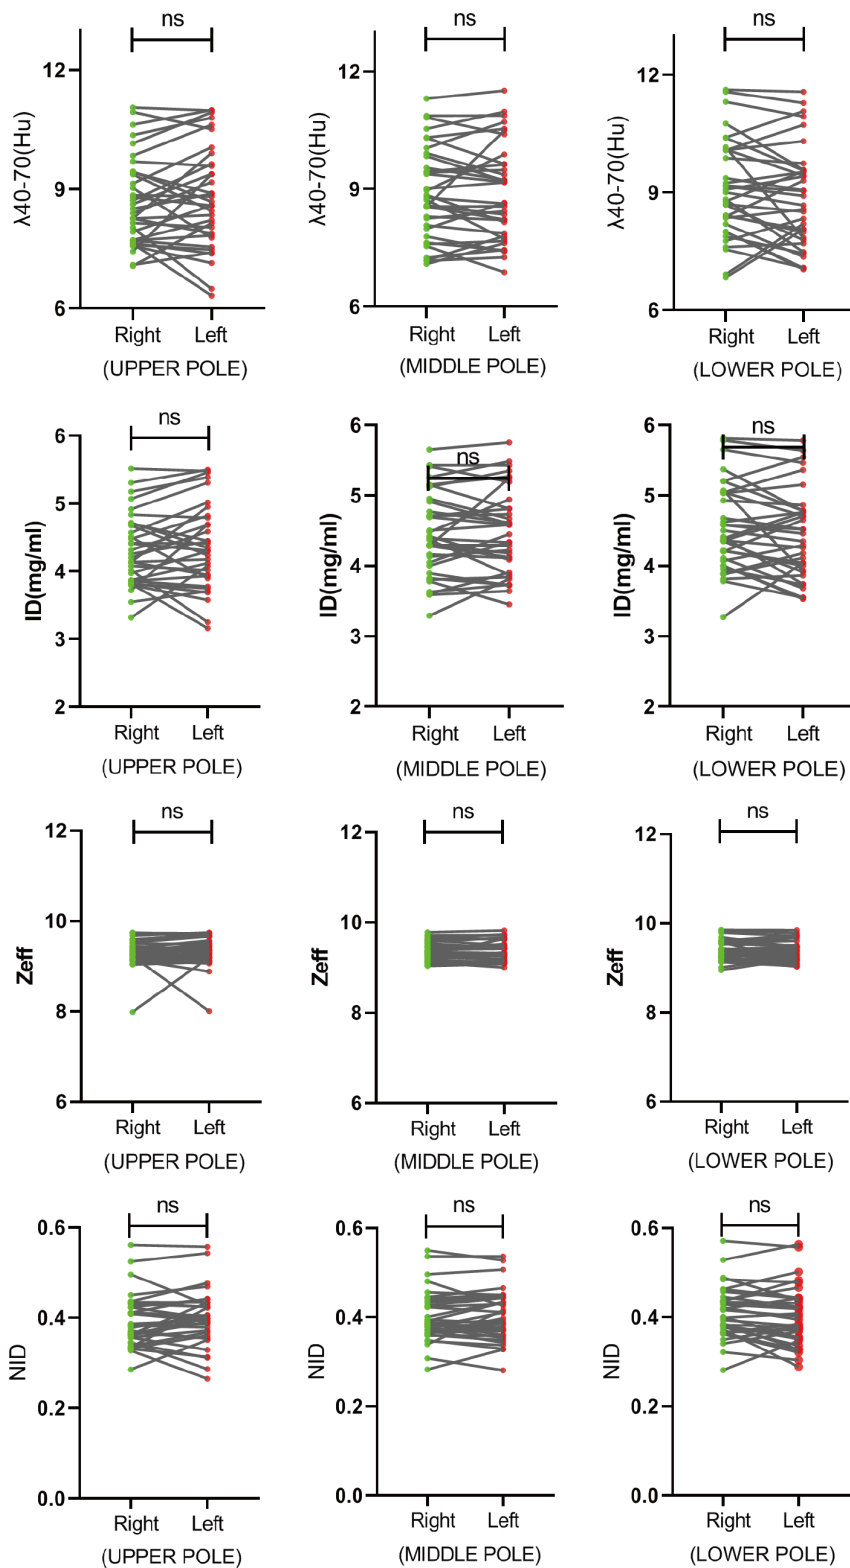 ns ns ns
λ40-70(Hu) 12 9 6
λ40-70(Hu) 12 9 6
λ40-70(Hu) 12 9 6
Right Left Right Left Right Left
(UPPER POLE) (MIDDLE POLE) (LOWER POLE)
ns ns ns
ID(mg/ml) 6 5 4 3 2
ID(mg/ml) 6 5 4 3 2
ID(mg/ml) 6 5 4 3 2
Right Left Right Left Right Left
(UPPER POLE) (MIDDLE POLE) (LOWER POLE)
ns ns ns
Zeff 12 10 8 6
Zeff 12 10 8 6
Zeff 12 10 8 6
Right Left Right Left Right Left
(UPPER POLE) (MIDDLE POLE) (LOWER POLE)
ns ns ns
NID 0.6 0.4 0.2 0.0
NID 0.6 0.4 0.2 0.0
NID 0.6 0.4 0.2 0.0
Right Left Right Left Right Left
(UPPER POLE) (MIDDLE POLE) (LOWER POLE)